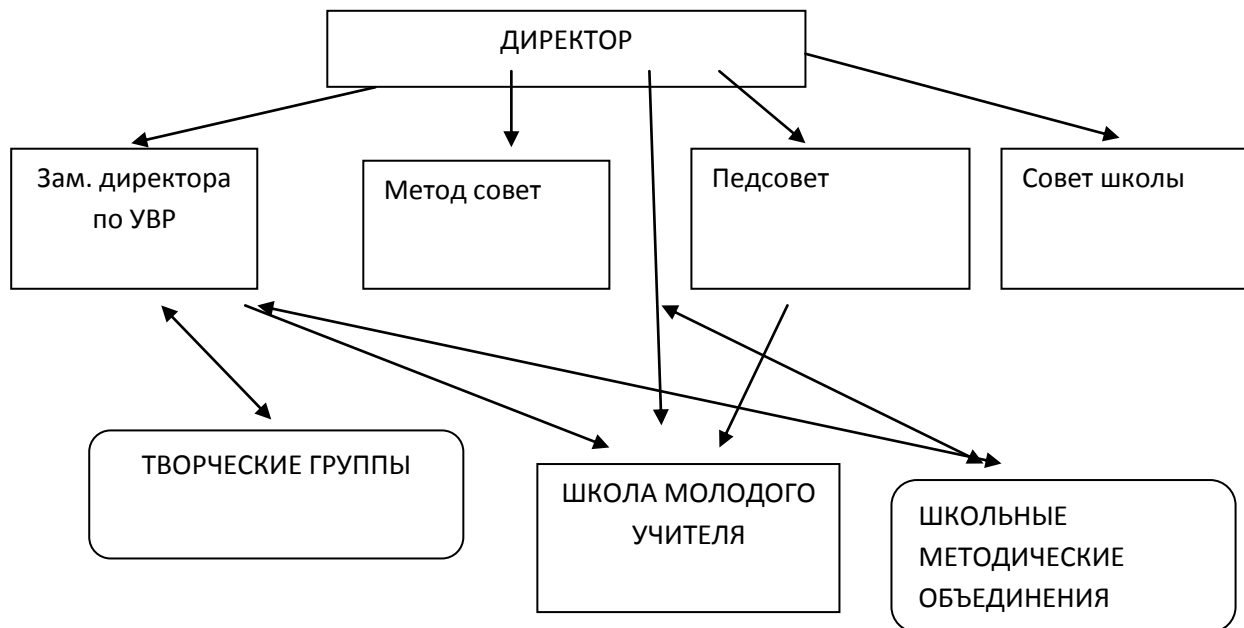 ДИРЕКТОР
Зам. директора
по УВР
Метод совет
Педсовет
Совет школы
ТВОРЧЕСКИЕ ГРУППЫ
ШКОЛА МОЛОДОГО
УЧИТЕЛЯ
ШКОЛЬНЫЕ
МЕТОДИЧЕСКИЕ
ОБЪЕДИНЕНИЯ